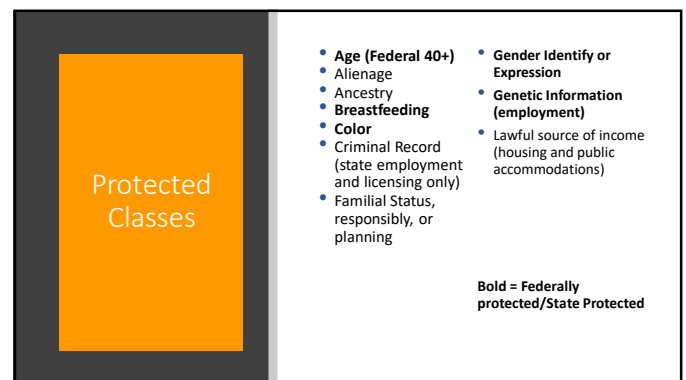 Protected
Classes
• Age (Federal 40+)
• Alienage
• Ancestry
• Breastfeeding
• Color
• Criminal Record
(state employment
and licensing only)
• Familial Status,
responsibly, or
planning
• Gender Identify or
Expression
• Genetic Information
(employment)
• Lawful source of income
(housing and public
accommodations)
Bold = Federally
protected/State Protected